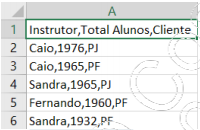 A
1 Instrutor,Total Alunos,Cliente
2 Caio,1976,PJ
3 Caio,1965,PF
4 Sandra,1965,PJ
5 Fernando,1960,PF
6 Sandra,1932,PF